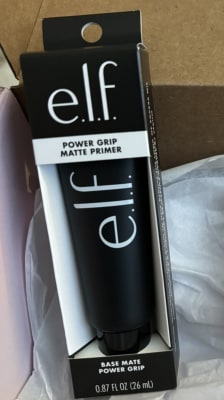 e.l.f.
POWER GRIP
MATTE PRIMER
e.l.f.
BASE MATE
POWER GRIP
0.87 FL OZ (26 mL)